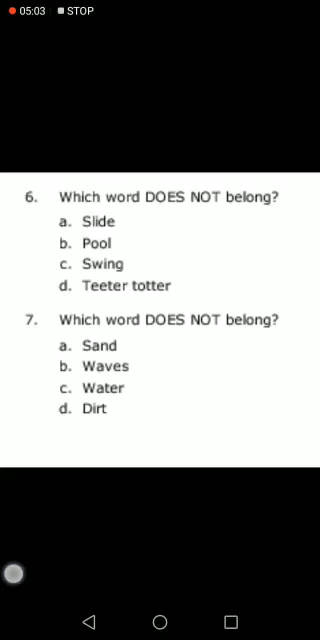 05:03 STOP
6. Which word DOES NOT belong?
a. Slide
b. Pool
c. Swing
d. Teeter totter
7. Which word DOES NOT belong?
a. Sand
b. Waves
c. Water
d. Dirt